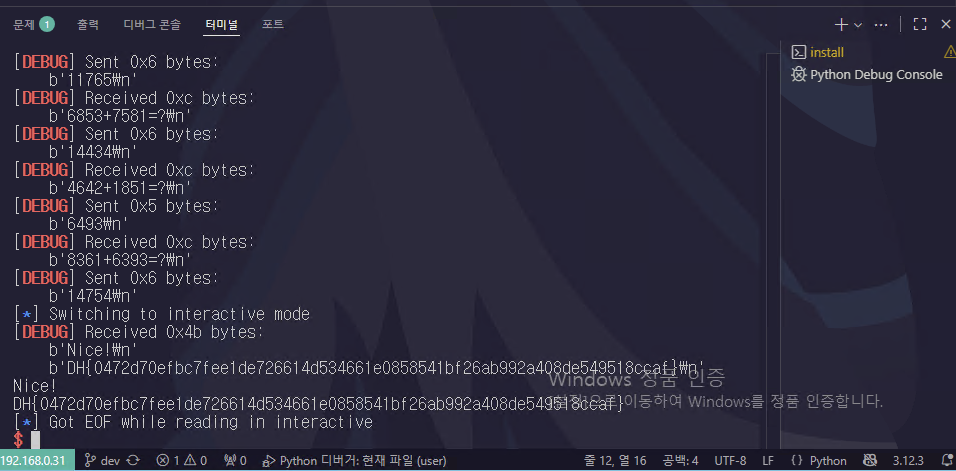 문제 1 출력 디버그 콘솔 터미널 포트
install
Python Debug Console
[DEBUG] Sent 0x6 bytes:
b'11765₩n'
[DEBUG] Received 0xc bytes:
b'6853+7581=?₩n'
[DEBUG] Sent 0x6 bytes:
b'14434₩n'
[DEBUG] Received 0xc bytes:
b'4642+1851=?₩n'
[DEBUG] Sent 0x5 bytes:
b'6493₩n'
[DEBUG] Received 0xc bytes:
b'8361+6393=?₩n'
[DEBUG] Sent 0x6 bytes:
b'14754₩n'
[*] Switching to interactive mode
[DEBUG] Received 0x4b bytes:
b'Nice!₩n'
b'DH{0472d70efbc7fee1de726614d534661e0858541bf26ab992a408de549518ccaf}₩n'
Nice!
DH{0472d70efbc7fee1de726614d534661e0858541bf26ab992a408de549518ccaf}
[*] Got EOF while reading in interactive
$
Windows 정품 인증
이동하여 Windows를 정품 인증합니다.
192.168.0.31 dev 1 0 0 Python 디버거: 현재 파일 (user) 줄 12, 열 16 공백: 4 UTF-8 LF {} Python 3.12.3